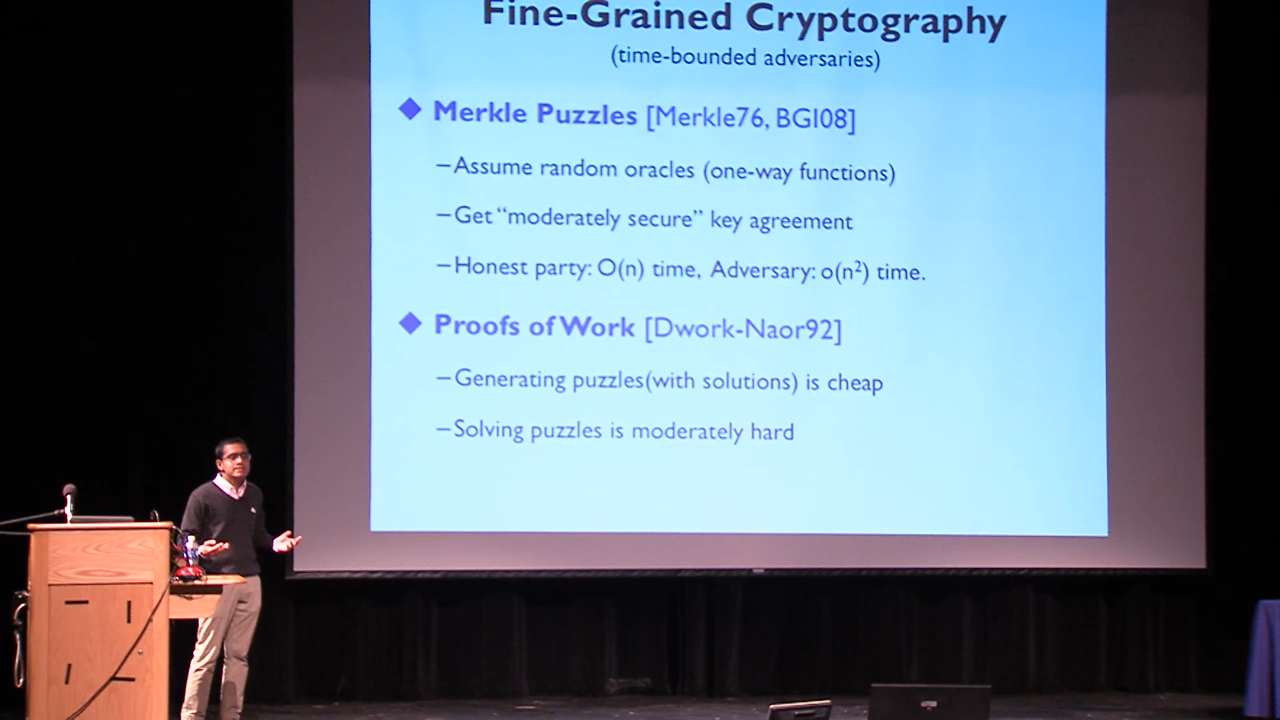 Fine-Grained Cryptography
(time-bounded adversaries)
◆ Merkle Puzzles [Merkle76, BGI08]
–Assume random oracles (one-way functions)
–Get “moderately secure” key agreement
–Honest party: O(n) time, Adversary: o(n²) time.
◆ Proofs of Work [Dwork-Naor92]
–Generating puzzles(with solutions) is cheap
–Solving puzzles is moderately hard